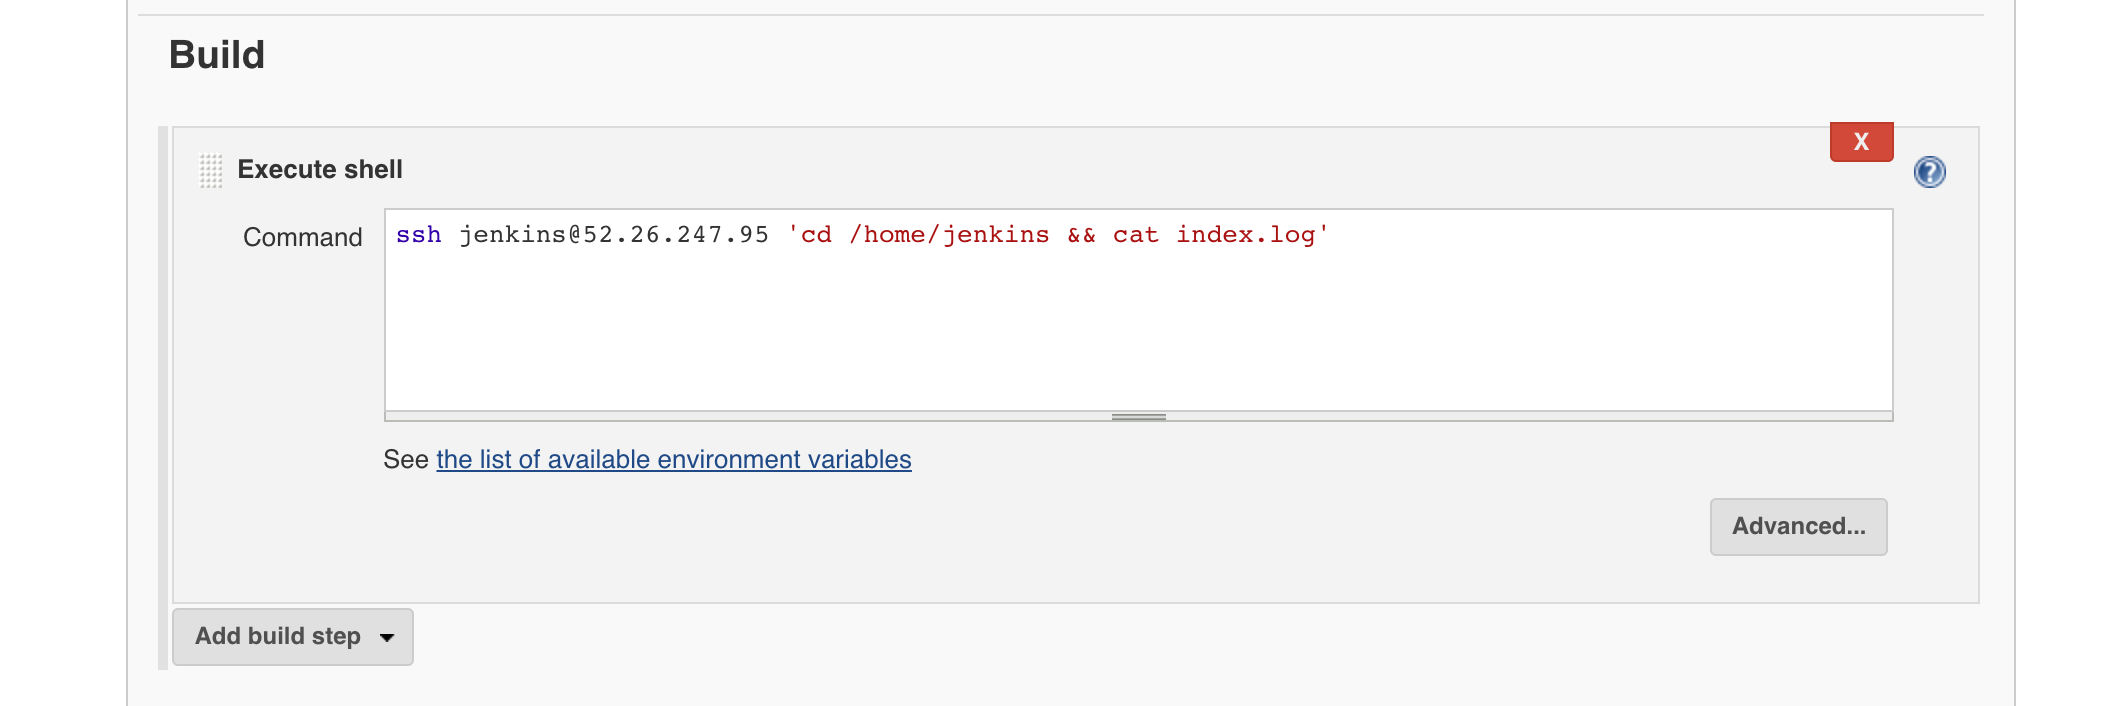 Build
X
Execute shell
Command
ssh jenkins@52.26.247.95 'cd /home/jenkins && cat index.log'
See the list of available environment variables
Advanced...
Add build step